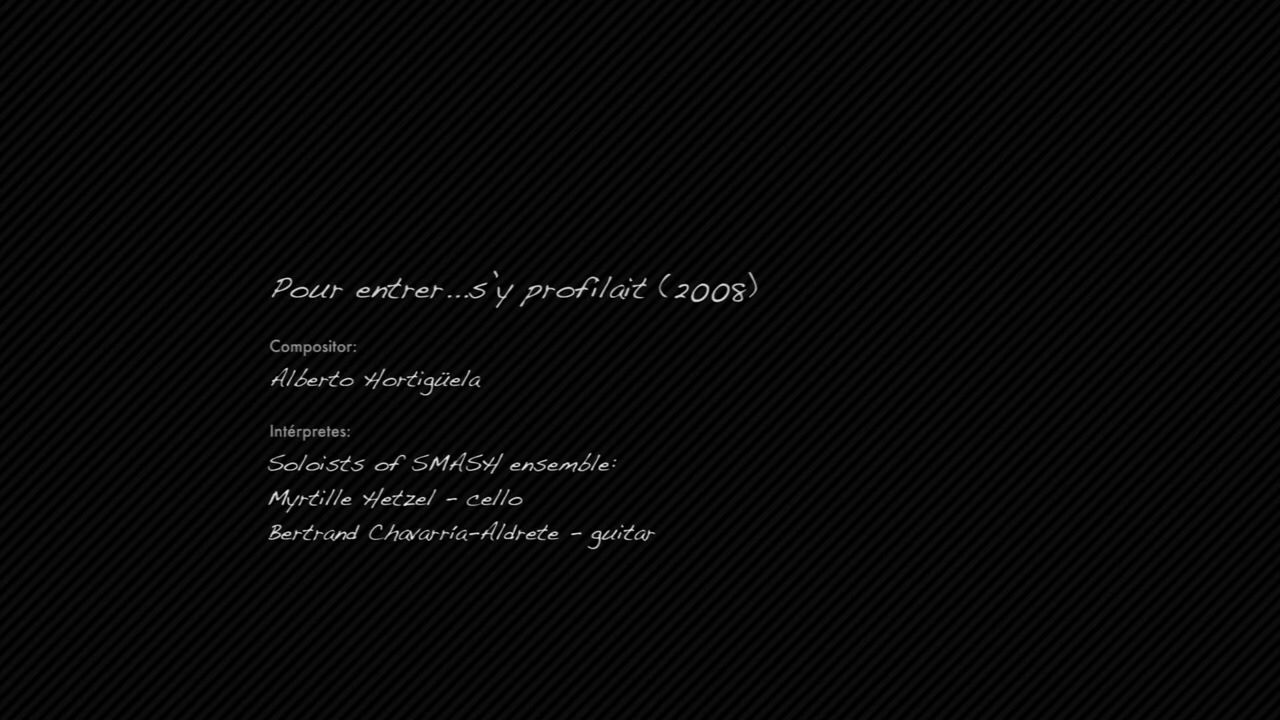 Pour entrer...s`y profilait (2008)
Compositor:
Alberto Hortigüela
Intérpretes:
Soloists of SMASH ensemble:
Myrtille Hetzel - cello
Bertrand Chavarría-Aldrete - guitar